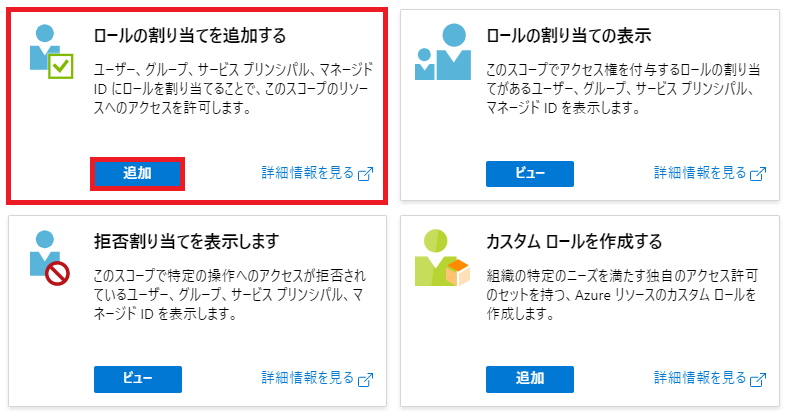 ロールの割り当てを追加する
ユーザー、グループ、サービス プリンシパル、マネージド
ID にロールを割り当てることで、このスコープのリソー
スへのアクセスを許可します。
追加
詳細情報を見る
ロールの割り当ての表示
このスコープでアクセス権を付与するロールの割り当
てがあるユーザー、グループ、サービス プリンシパル、
マネージド ID を表示します。
ビュー
詳細情報を見る
拒否割り当てを表示します
このスコープで特定の操作へのアクセスが拒否され
ているユーザー、グループ、サービス プリンシパル、マ
ネージド ID を表示します。
ビュー
詳細情報を見る
カスタム ロールを作成する
組織の特定のニーズを満たす独自のアクセス許可
のセットを持つ、Azure リソースのカスタム ロールを
作成します。
追加
詳細情報を見る